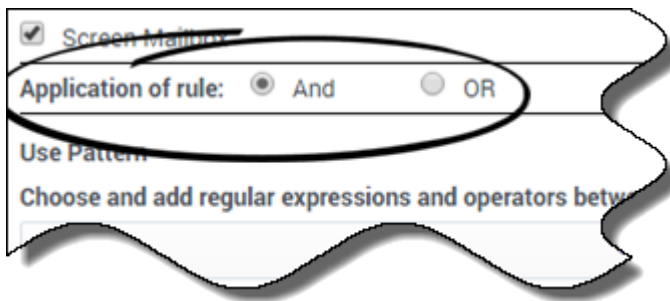 Screen Mailbox
Application of rule: And OR
Use Pattern
Choose and add regular expressions and operators betw